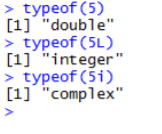 > typeof(5)
[1] "double"
> typeof(5L)
[1] "integer"
> typeof(5i)
[1] "complex"
>